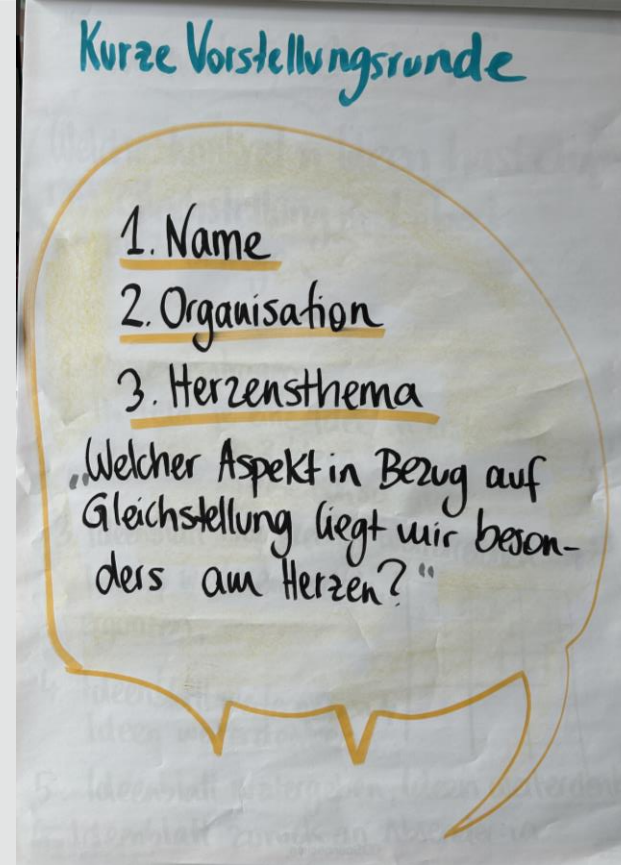 Kurze Vorstellungsrunde
1. Name
2. Organisation
3. Herzensthema
„Welcher Aspekt in Bezug auf
Gleichstellung liegt mir beson-
ders am Herzen?“